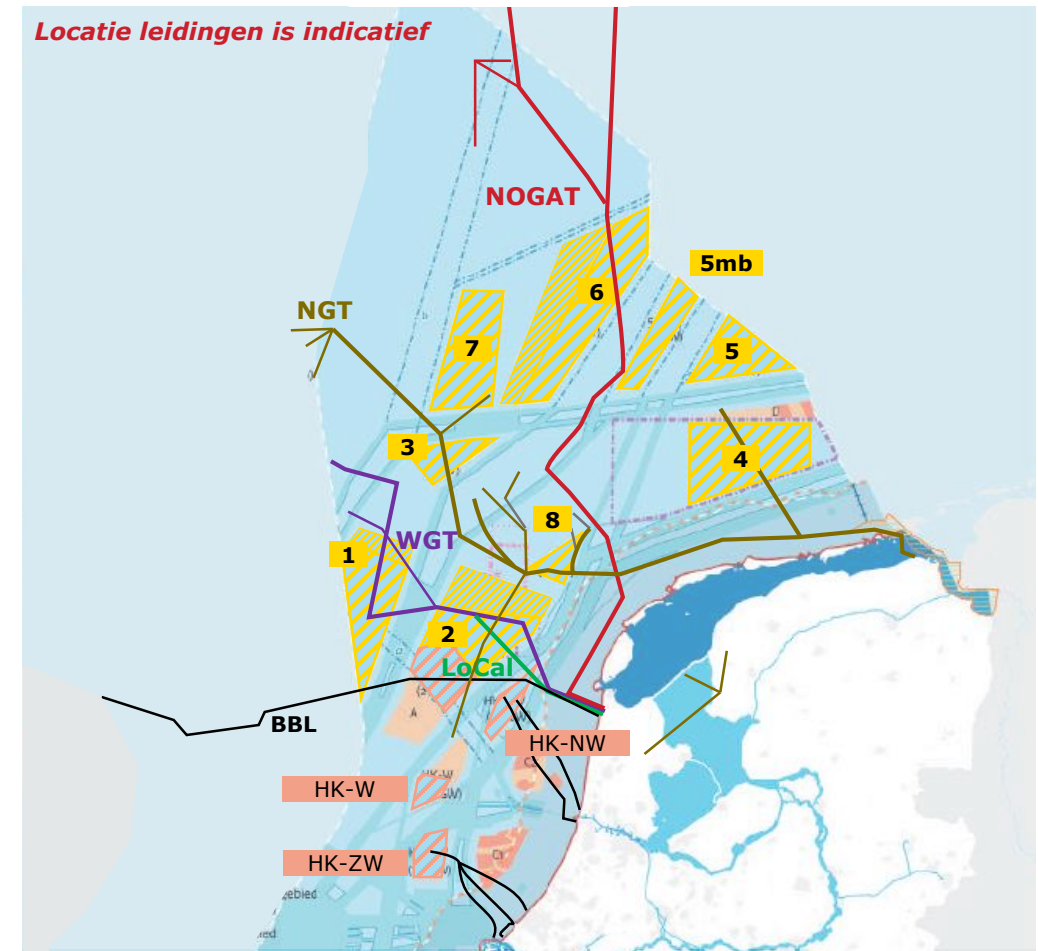 Locatie leidingen is indicatief
NOGAT
5mb
6
NGT
7
5
3
4
8
WGT
1
2
LoCal
A
BBL
HK-NW
HK-W
HK-ZW
ebied